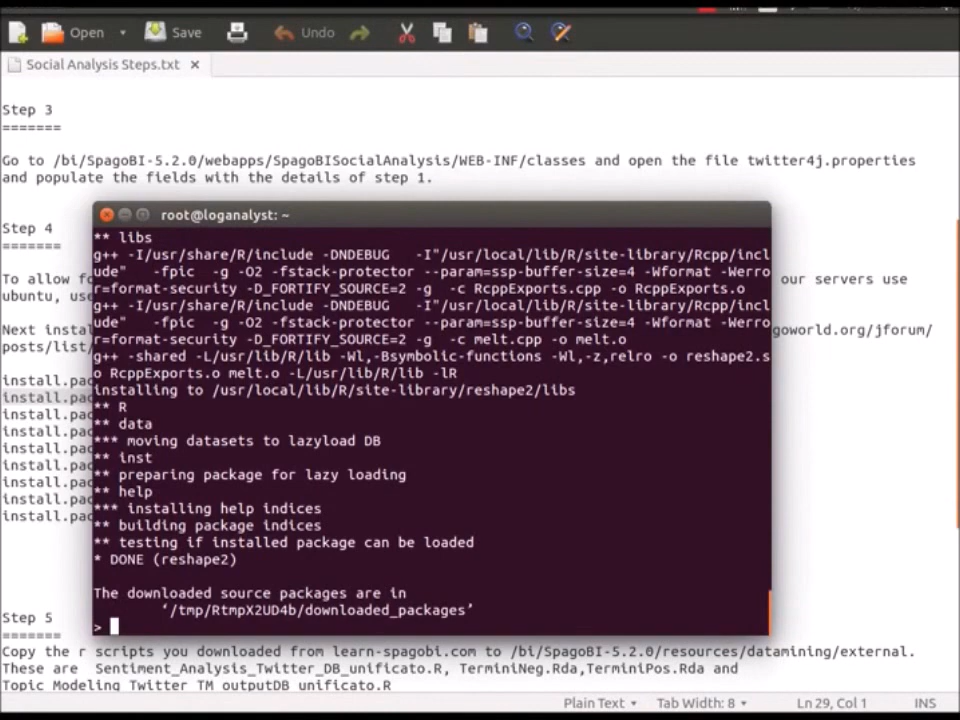 Open
Save
Undo
Social Analysis Steps.txt
Step 3
=======
Go to /bi/SpagoBI-5.2.0/webapps/SpagoBISocialAnalysis/WEB-INF/classes and open the file twitter4j.properties
and populate the fields with the details of step 1.
Step 4
=======
To allow fo
our servers use
ubuntu, use
Next instal
goworld.org/jforum/
posts/list/
install.pac
install.pac
install.pac
install.pac
install.pac
install.pac
install.pac
install.pac
install.pac
root@loganalyst: ~
** libs
g++ -I/usr/share/R/include -DNDEBUG   -I"/usr/local/lib/R/site-library/Rcpp/incl
ude"   -fpic  -g -O2 -fstack-protector --param=ssp-buffer-size=4 -Wformat -Werro
r=format-security -D_FORTIFY_SOURCE=2 -g  -c RcppExports.cpp -o RcppExports.o
g++ -I/usr/share/R/include -DNDEBUG   -I"/usr/local/lib/R/site-library/Rcpp/incl
ude"   -fpic  -g -O2 -fstack-protector --param=ssp-buffer-size=4 -Wformat -Werro
r=format-security -D_FORTIFY_SOURCE=2 -g  -c melt.cpp -o melt.o
g++ -shared -L/usr/lib/R/lib -Wl,-Bsymbolic-functions -Wl,-z,relro -o reshape2.s
o RcppExports.o melt.o -L/usr/lib/R/lib -lR
installing to /usr/local/lib/R/site-library/reshape2/libs
** R
** data
*** moving datasets to lazyload DB
** inst
** preparing package for lazy loading
** help
*** installing help indices
** building package indices
** testing if installed package can be loaded
* DONE (reshape2)
The downloaded source packages are in
‘/tmp/RtmpX2UD4b/downloaded_packages’
>
Step 5
=======
Copy the r scripts you downloaded from learn-spagobi.com to /bi/SpagoBI-5.2.0/resources/datamining/external.
These are  Sentiment_Analysis_Twitter_DB_unificato.R, TerminiNeg.Rda,TerminiPos.Rda and
Topic_Modeling_Twitter_TM_outputDB_unificato.R
Plain Text
Tab Width: 8
Ln 29, Col 1
INS